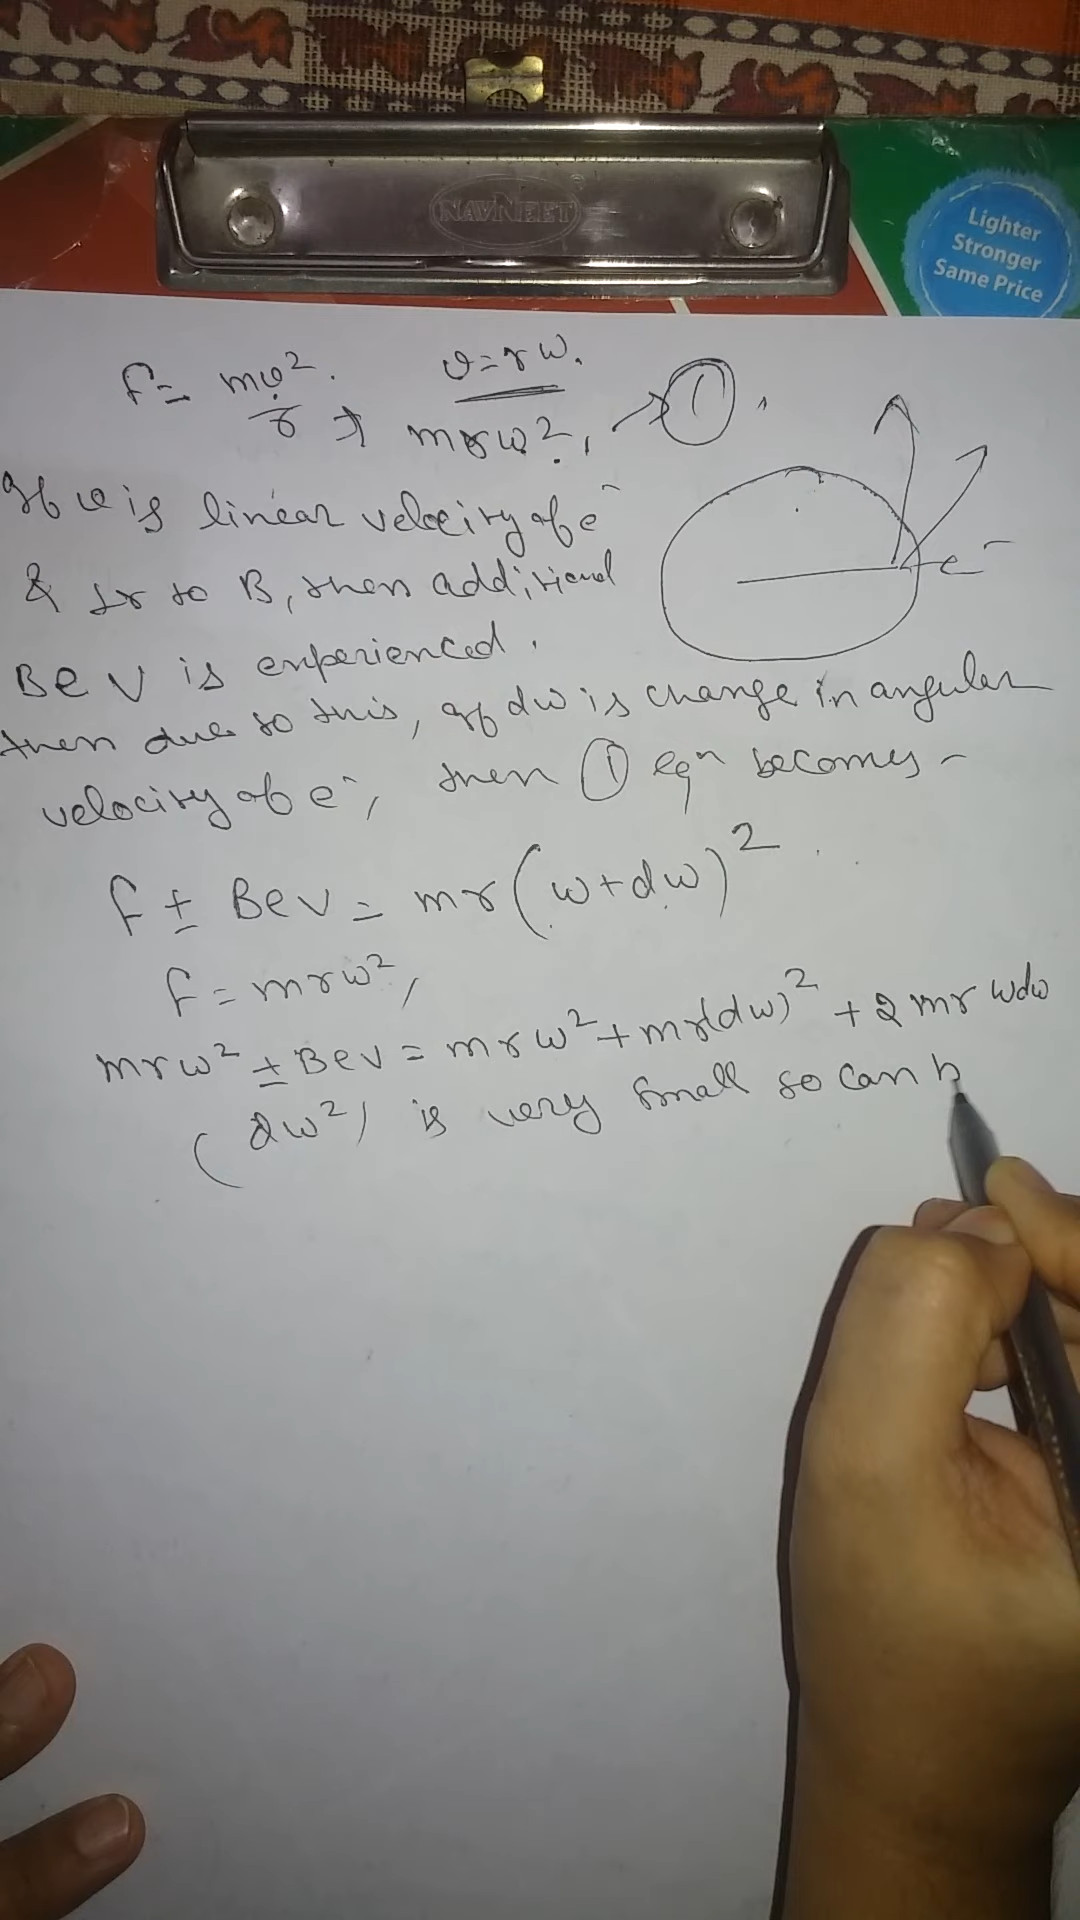 NAVNEET
Lighter
Stronger
Same Price
F = mv²/r v = rω.
⇒ mrω², → ①,
If v is linear velocity of e⁻
& ⊥r to B, then additional
Bev is experienced.
then due to this, if dω is change in angular
velocity of e⁻, then ① eqn becomes -
e⁻
F ± Bev = mr(ω+dω)².
F = mrω²,
mrω² ± Bev = mrω² + mr(dω)² + 2mrωdω
(dω²) is very small so can b